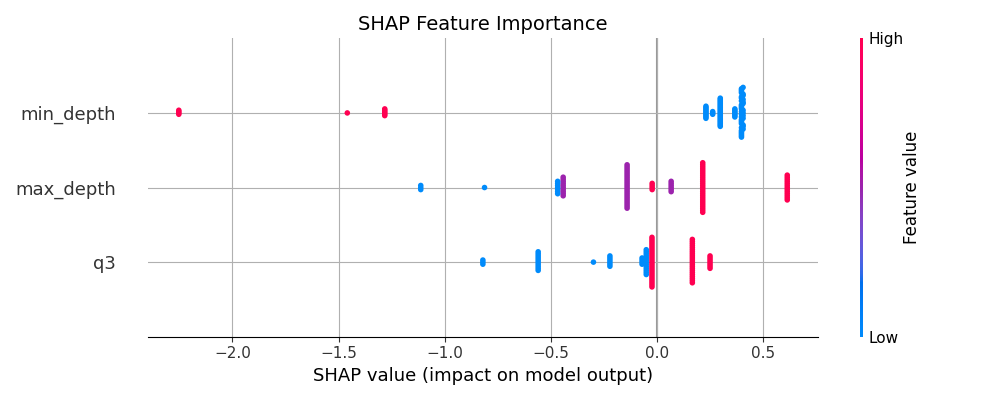 SHAP Feature Importance
High
min_depth
max_depth
q3
Feature value
Low
−2.0 −1.5 −1.0 −0.5 0.0 0.5
SHAP value (impact on model output)